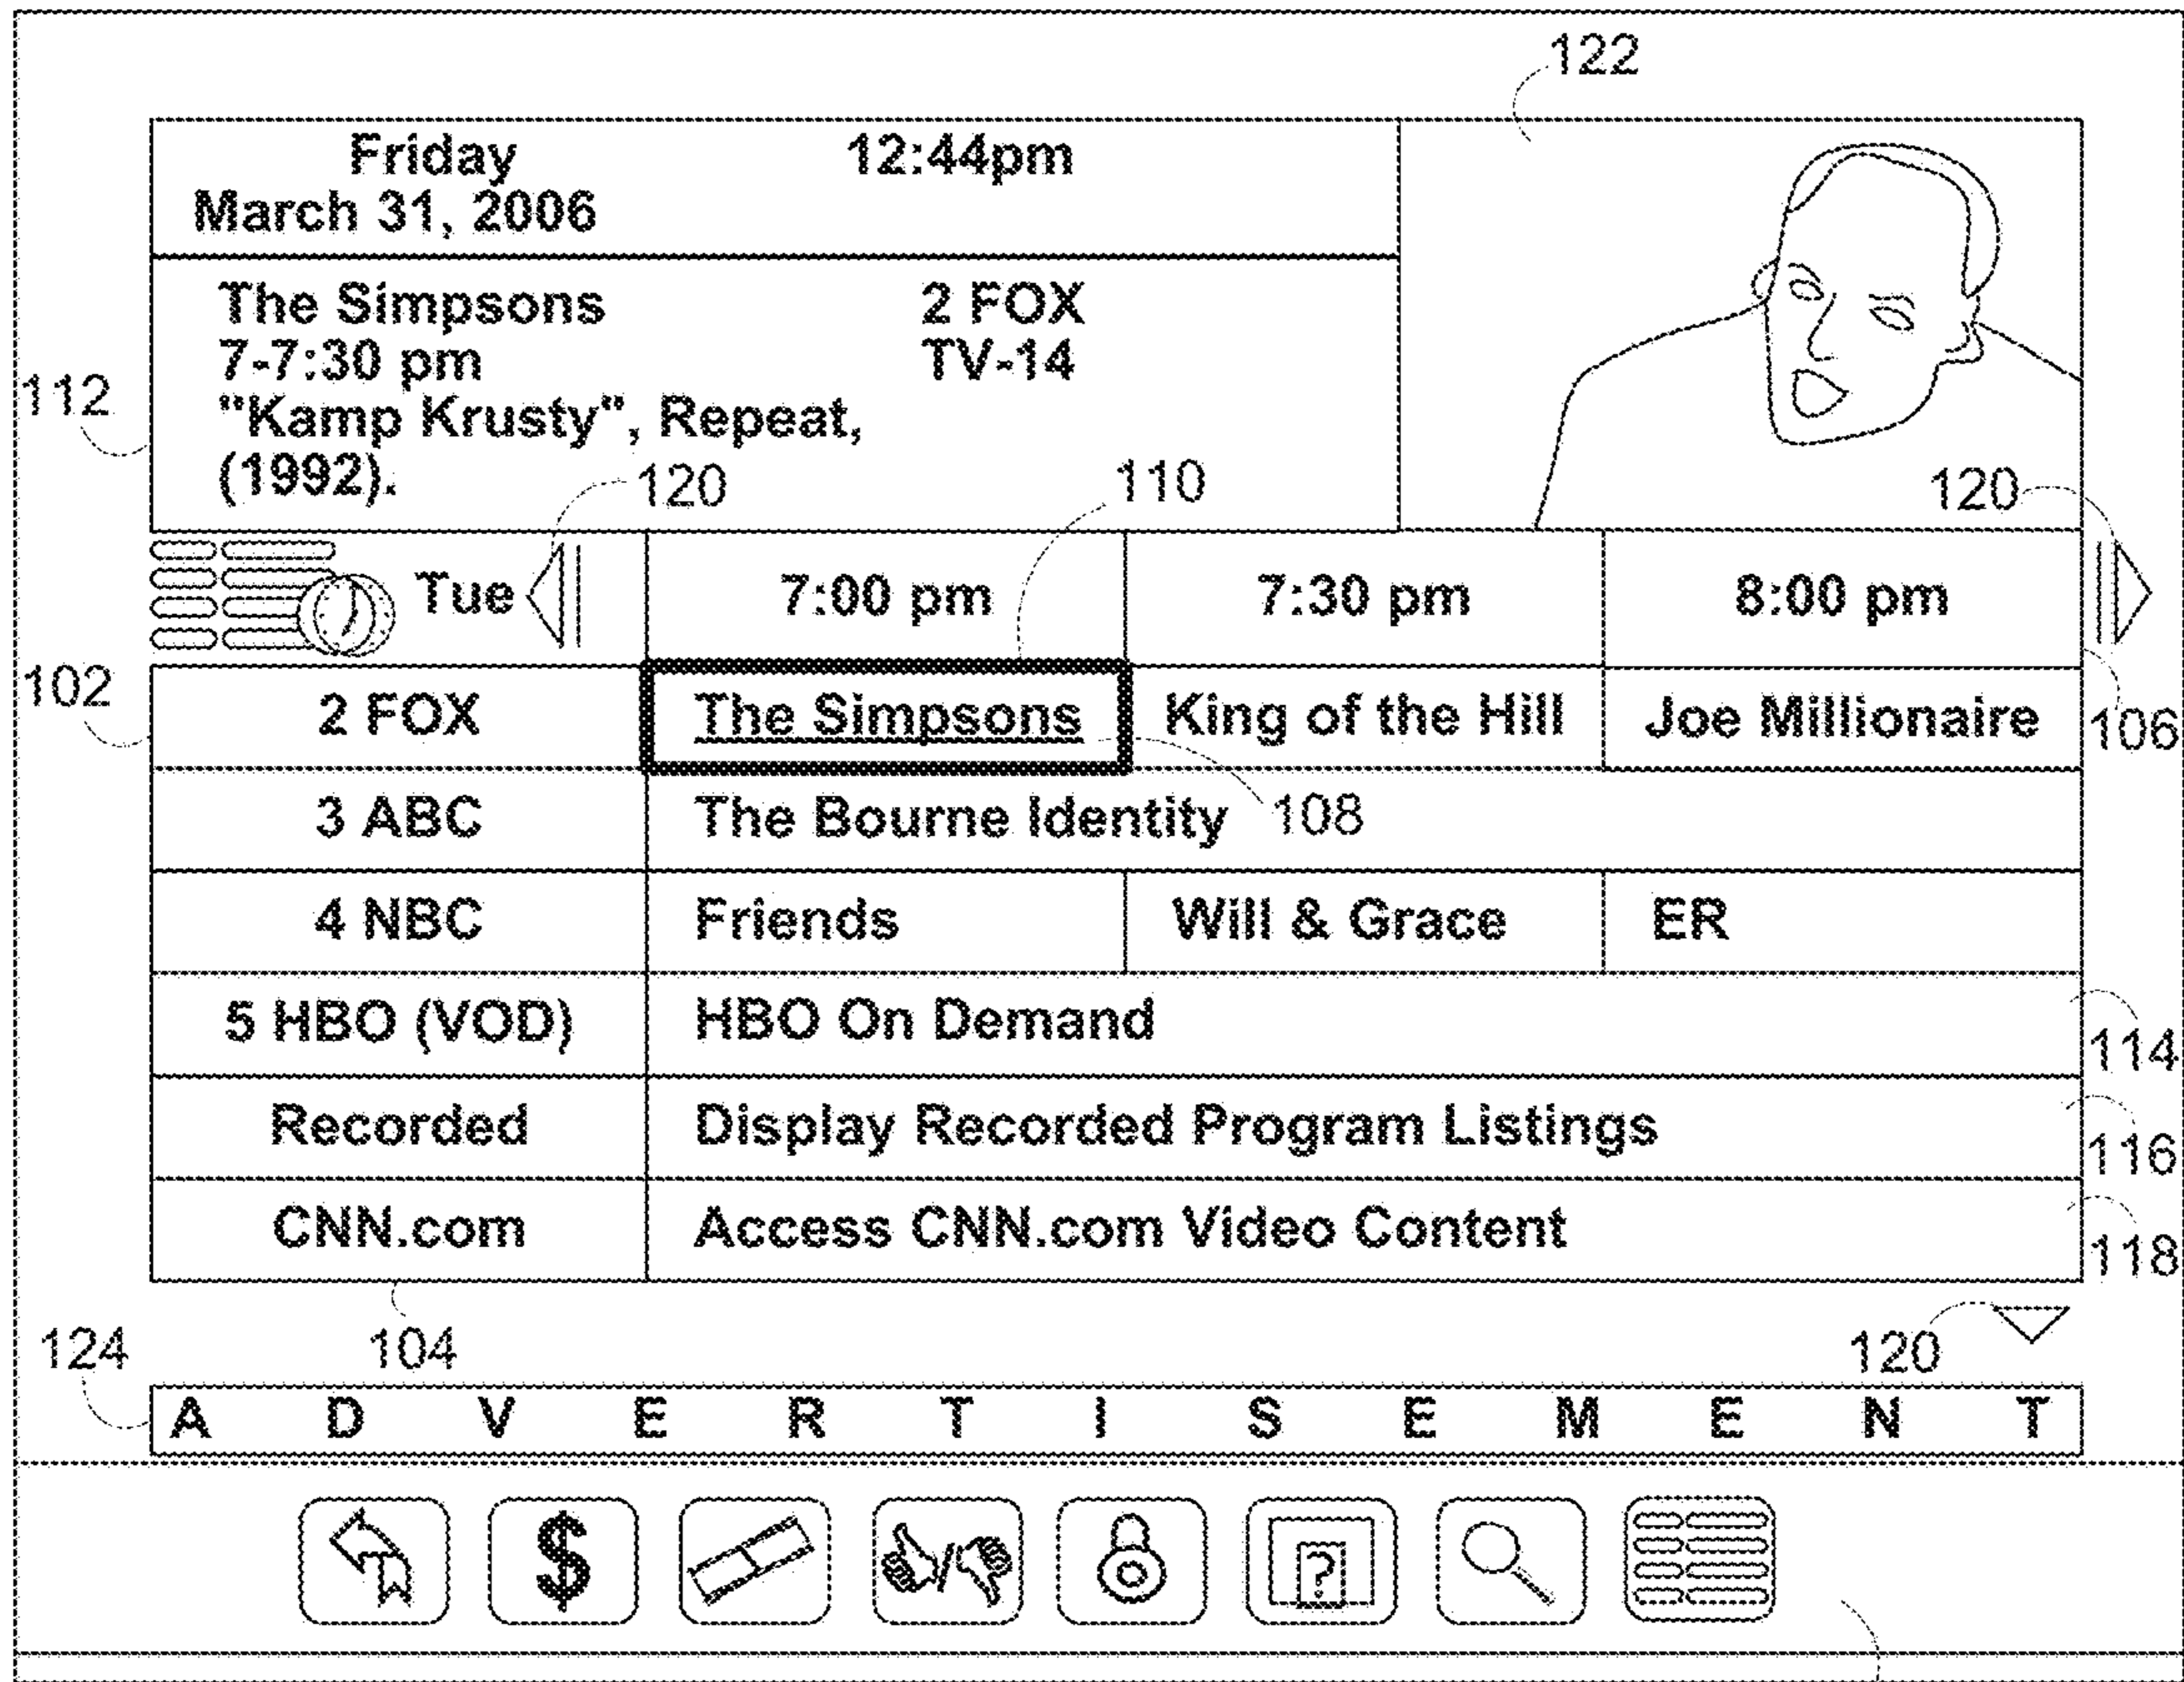 122
Friday 12:44pm
March 31, 2006
The Simpsons 2 FOX
7-7:30 pm TV-14
112
"Kamp Krusty", Repeat,
(1992).
120 110 120
Tue 7:00 pm 7:30 pm 8:00 pm
102
2 FOX The Simpsons King of the Hill Joe Millionaire
106
3 ABC The Bourne Identity 108
4 NBC Friends Will & Grace ER
5 HBO (VOD) HBO On Demand
114
Recorded Display Recorded Program Listings
116
CNN.com Access CNN.com Video Content
118
124 104 120
A D V E R T I S E M E N T
$ / ?